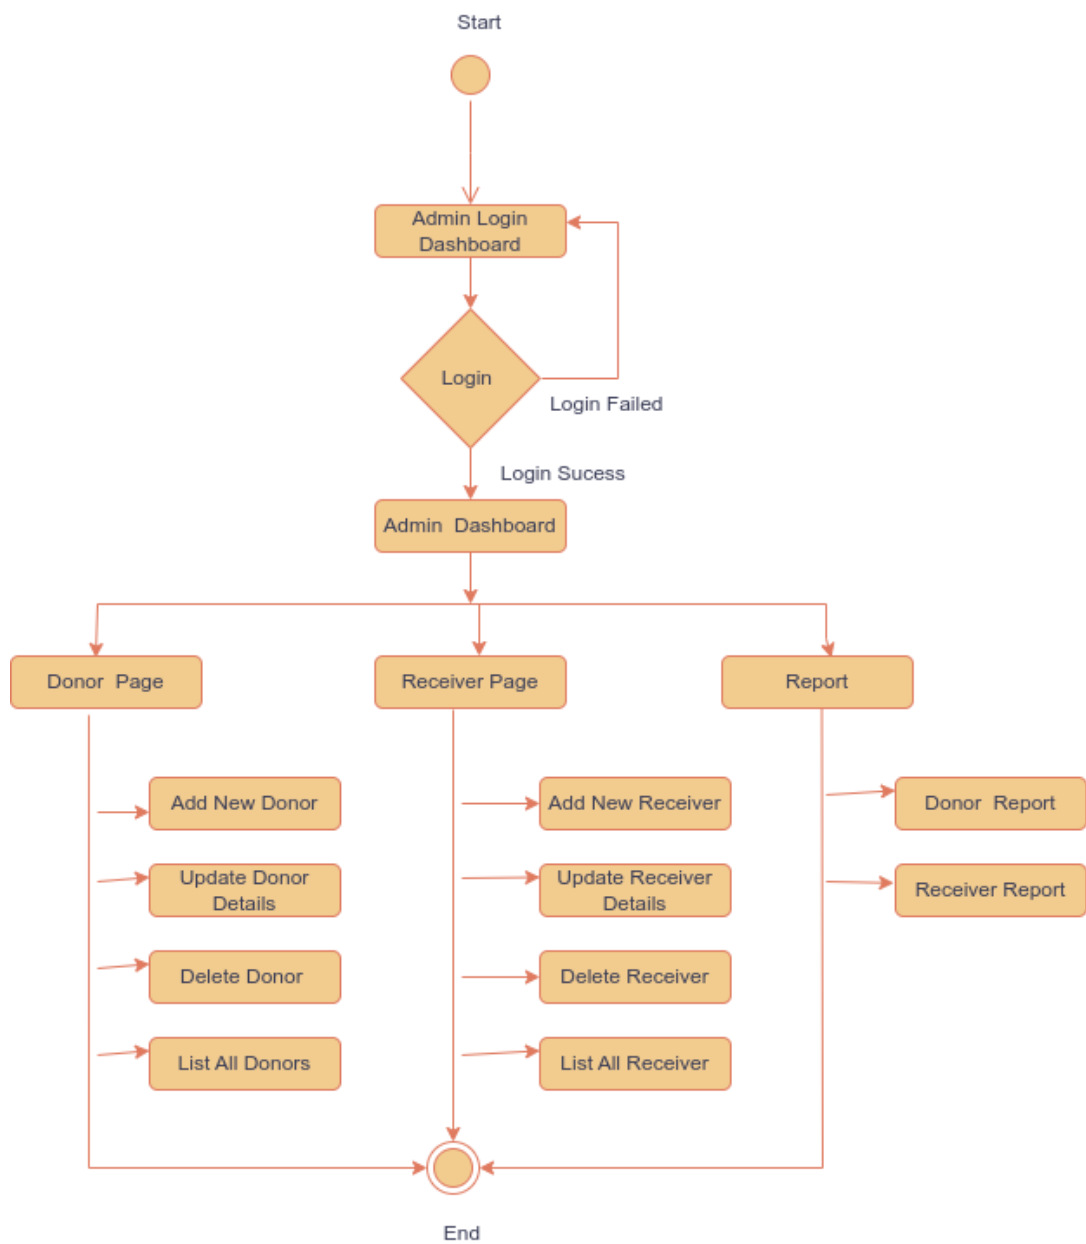 Start
Admin Login
Dashboard
Login
Login Failed
Login Sucess
Admin  Dashboard
Donor  Page
Receiver Page
Report
Add New Donor
Add New Receiver
Donor  Report
Update Donor
Details
Update Receiver
Details
Receiver Report
Delete Donor
Delete Receiver
List All Donors
List All Receiver
End